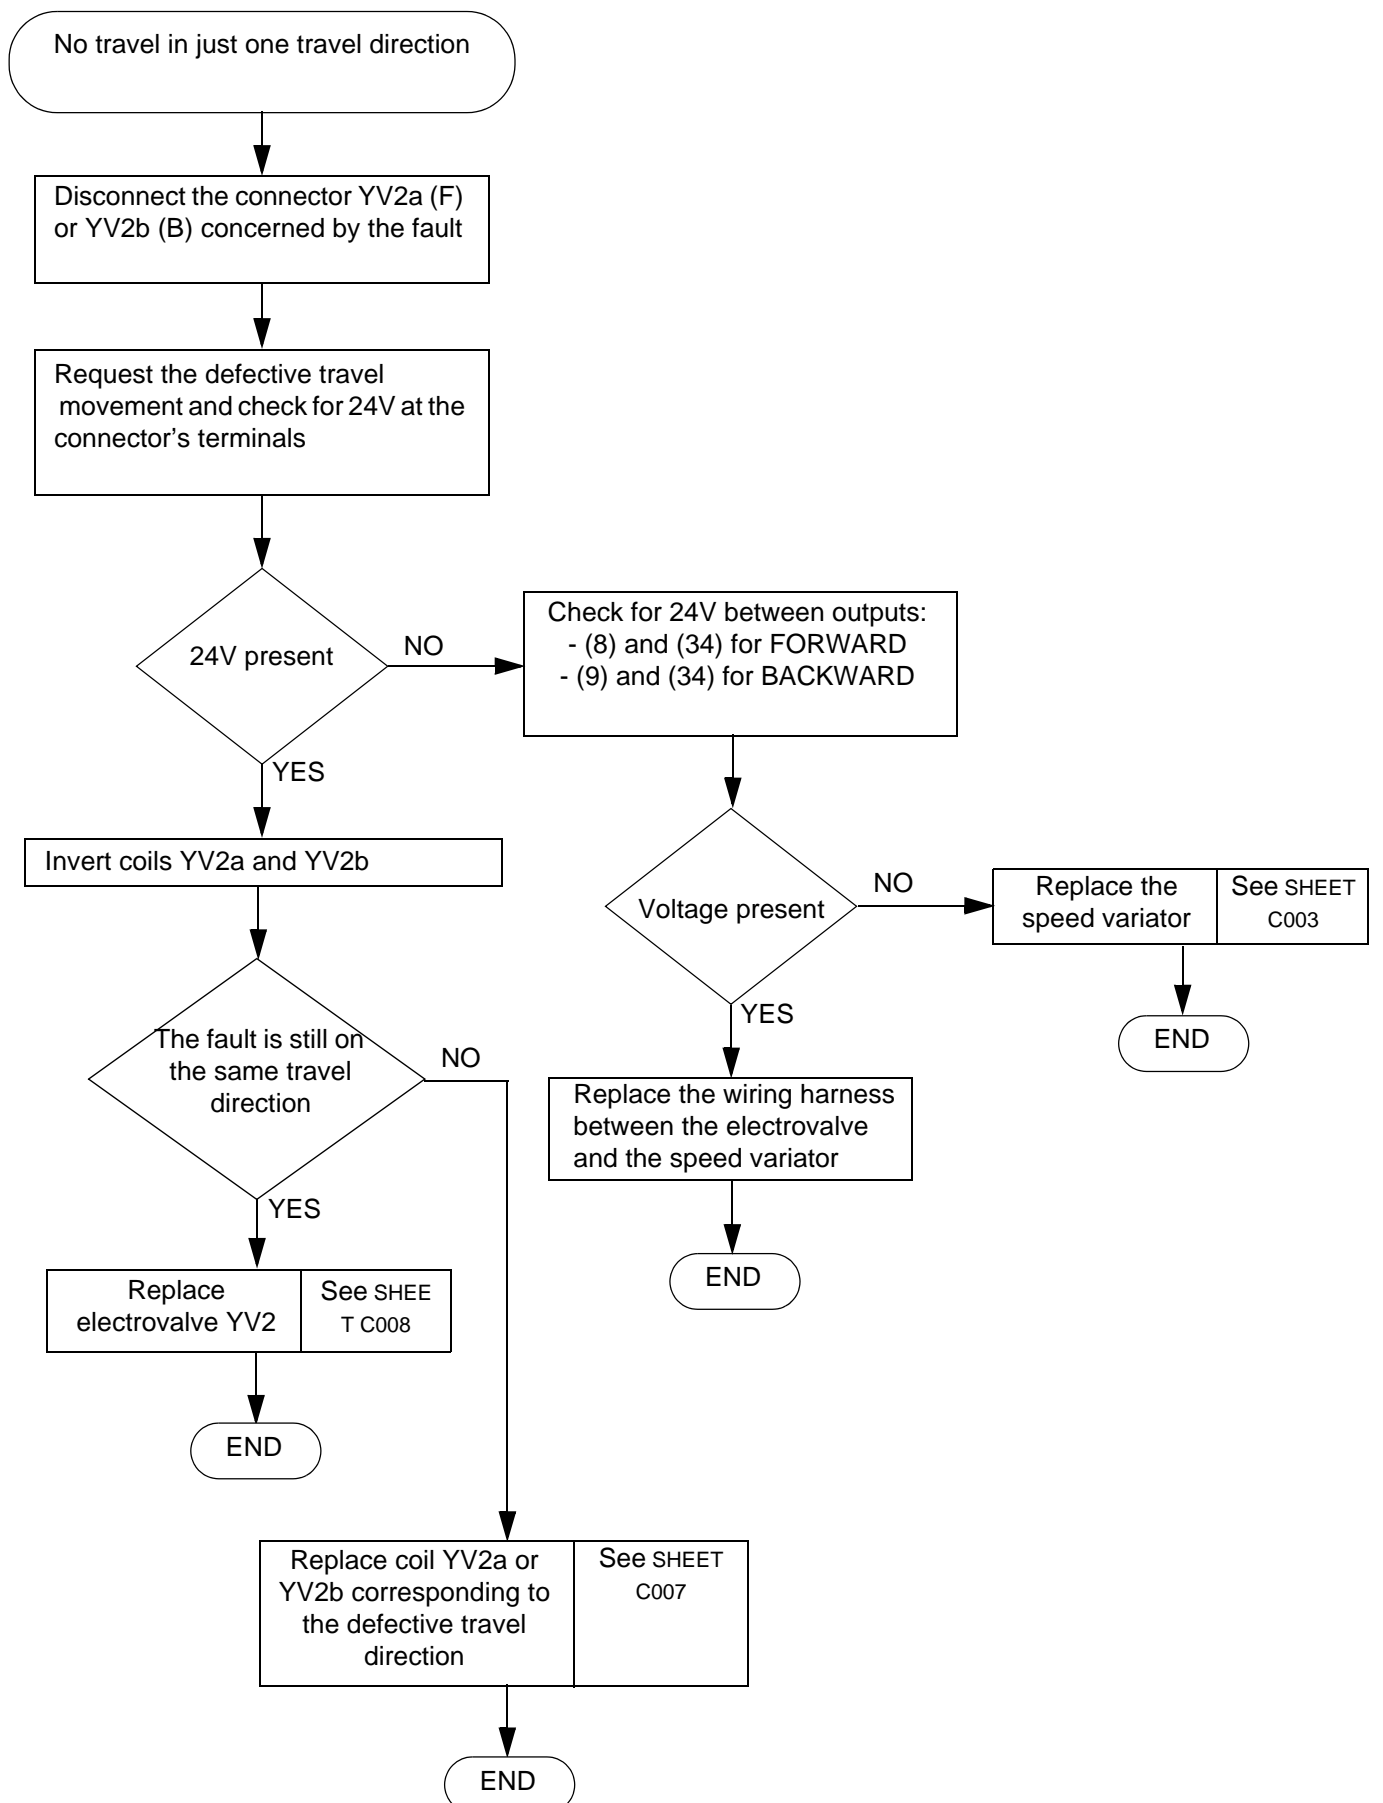 No travel in just one travel direction
Disconnect the connector YV2a (F)
or YV2b (B) concerned by the fault
Request the defective travel
movement and check for 24V at the
connector's terminals
24V present
NO
Check for 24V between outputs:
- (8) and (34) for FORWARD
- (9) and (34) for BACKWARD
YES
Invert coils YV2a and YV2b
Voltage present
NO
Replace the
speed variator
See SHEET
C003
END
YES
Replace the wiring harness
between the electrovalve
and the speed variator
END
The fault is still on
the same travel
direction
NO
YES
Replace
electrovalve YV2
See SHEE
T C008
END
Replace coil YV2a or
YV2b corresponding to
the defective travel
direction
See SHEET
C007
END